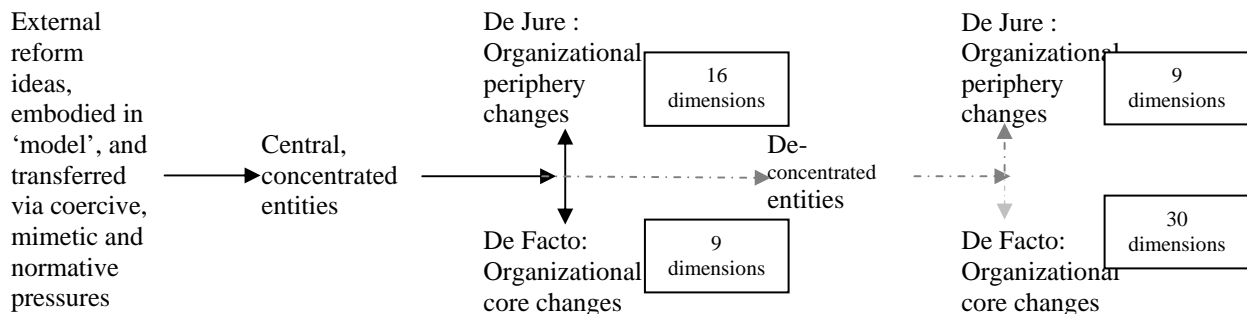 External
reform
ideas,
embodied in
‘model’, and
transferred
via coercive,
mimetic and
normative
pressures
Central,
concentrated
entities
De Jure :
Organizational
periphery
changes
16
dimensions
De Facto:
Organizational
core changes
9
dimensions
De-
concentrated
entities
De Jure :
Organizational
periphery
changes
9
dimensions
De Facto:
Organizational
core changes
30
dimensions